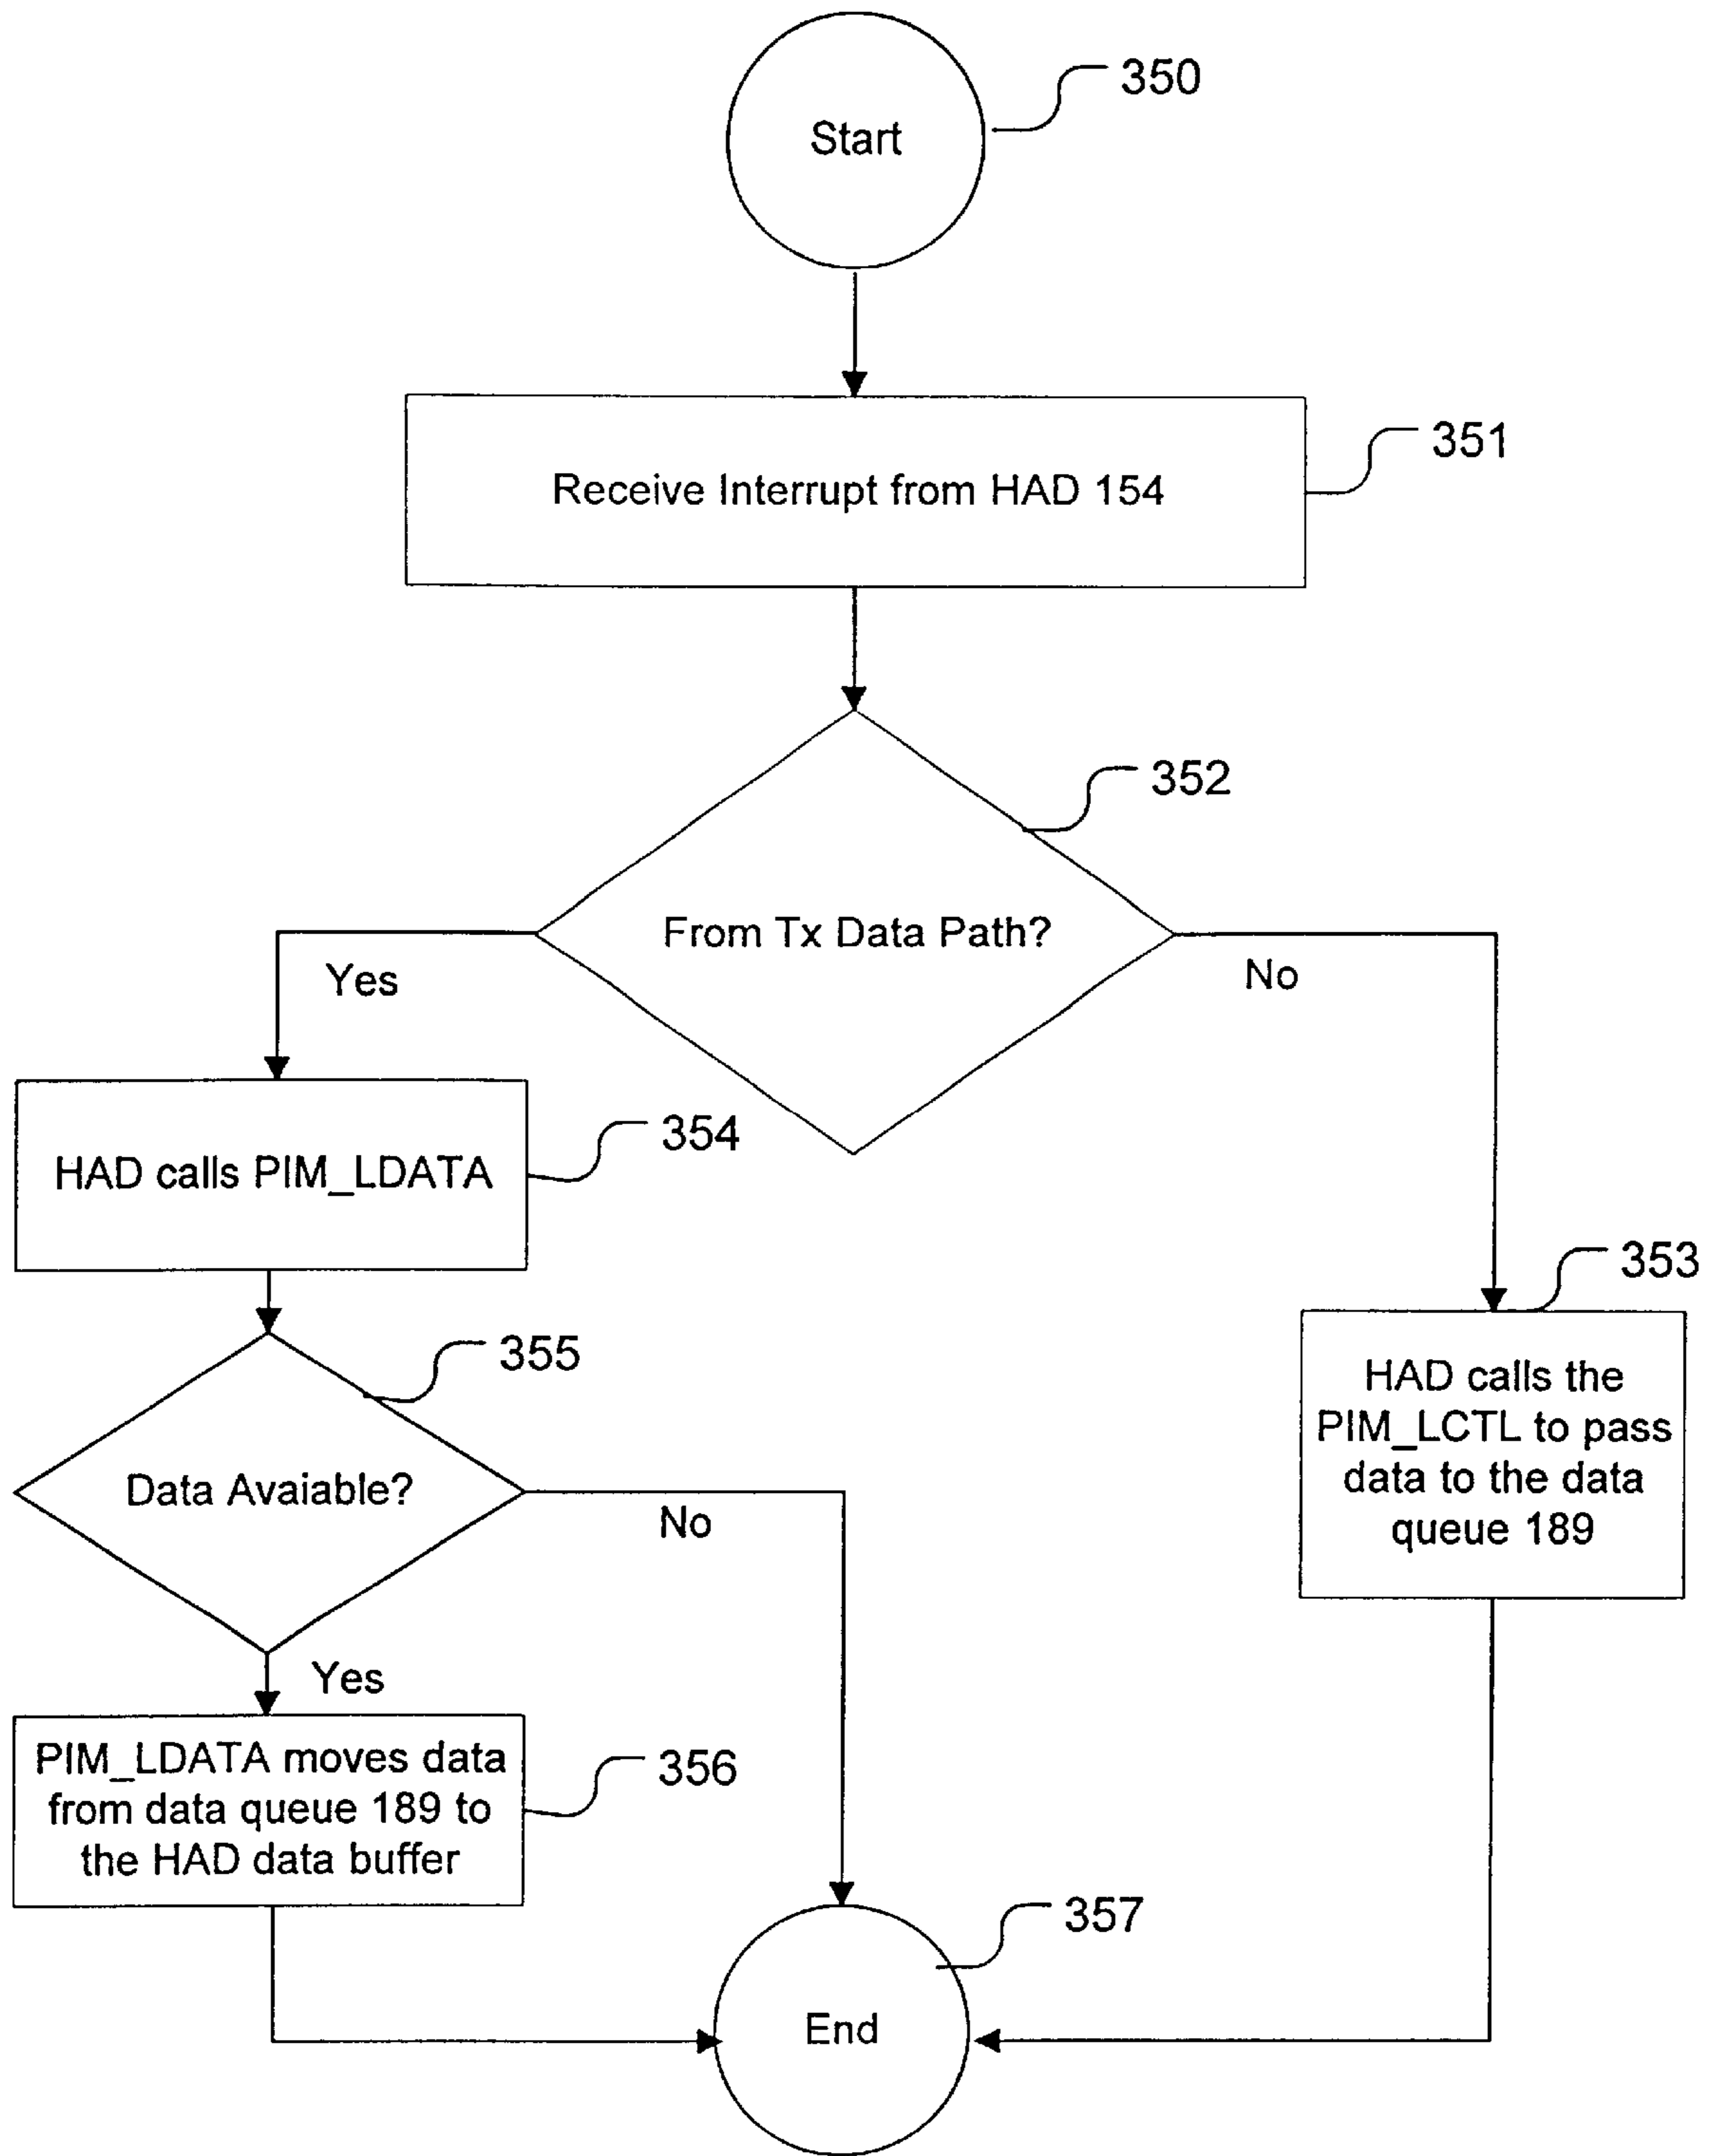 Start
350
Receive Interrupt from HAD 154
351
352
From Tx Data Path?
Yes
No
HAD calls PIM_LDATA
354
353
HAD calls the
PIM_LCTL to pass
data to the data
queue 189
355
Data Avaiable?
No
Yes
PIM_LDATA moves data
from data queue 189 to
the HAD data buffer
356
357
End